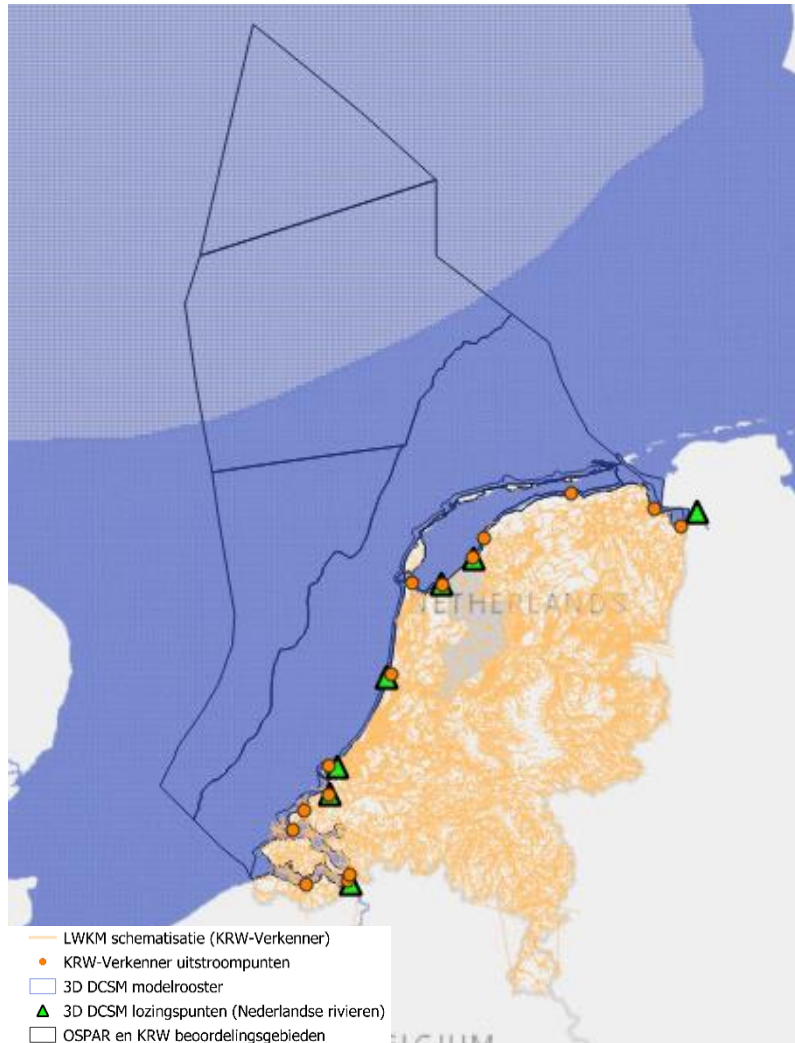 NETHERLANDS
LWKM schematisatie (KRW-Verkenner)
KRW-Verkenner uitstroompunten
3D DCSM modelrooster
3D DCSM lozingspunten (Nederlandse rivieren)
OSPAR en KRW beoordelingsgebieden